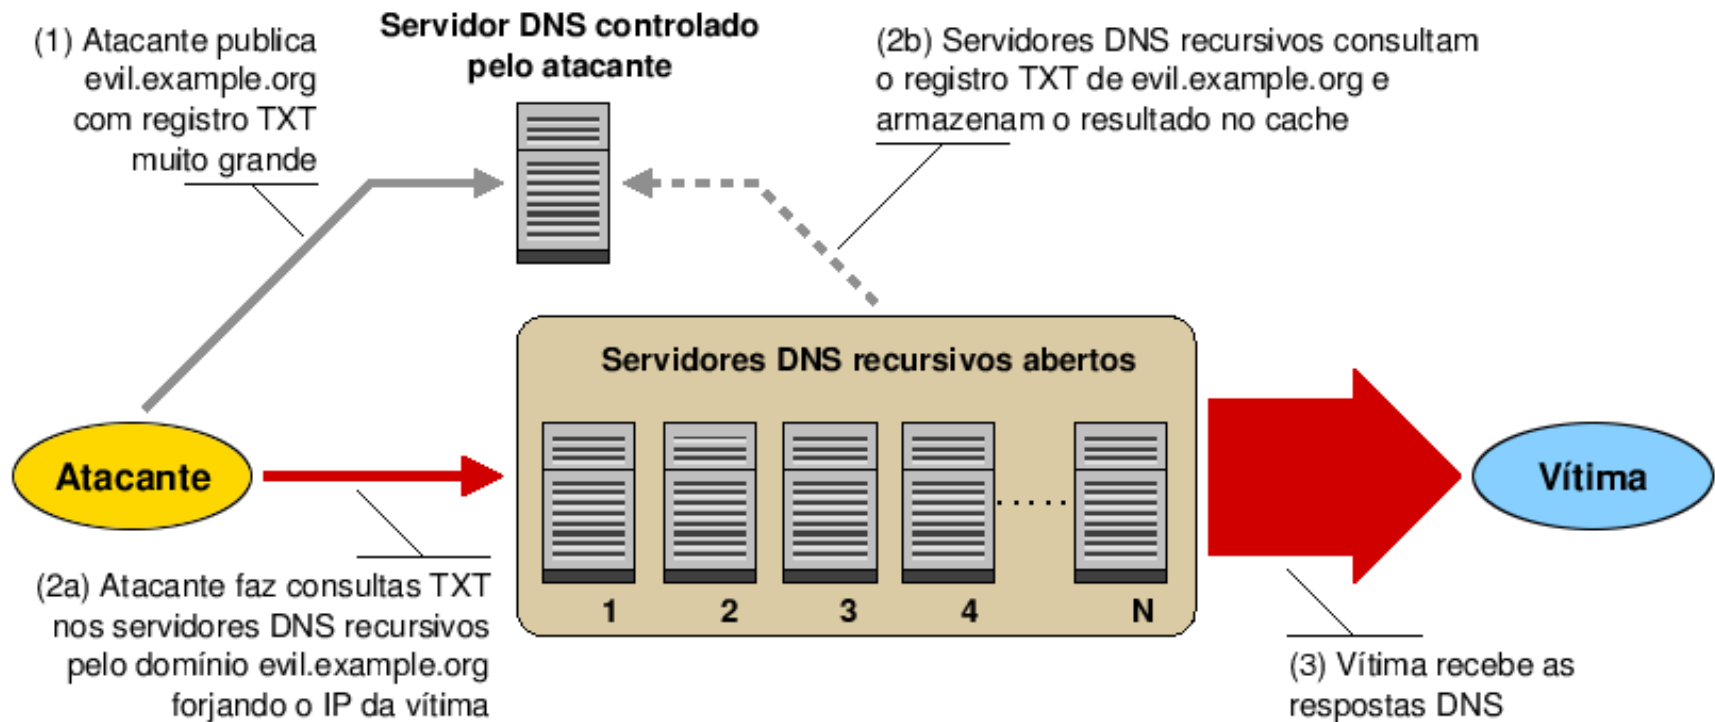 (1) Atacante publica
evil.example.org
com registro TXT
muito grande
Servidor DNS controlado
pelo atacante
(2b) Servidores DNS recursivos consultam
o registro TXT de evil.example.org e
armazenam o resultado no cache
Servidores DNS recursivos abertos
Atacante
1 2 3 4 ..... N
Vítima
(2a) Atacante faz consultas TXT
nos servidores DNS recursivos
pelo domínio evil.example.org
forjando o IP da vítima
(3) Vítima recebe as
respostas DNS